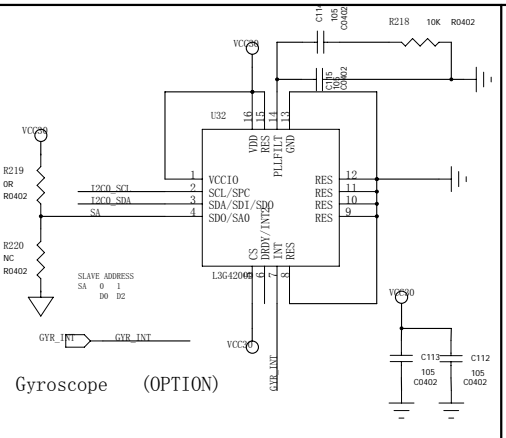 C114
105
C0402
R218 10K R0402
VCC30
C115
105
C0402
U32
16 15 14 13
VDD
RES
PLLFILT
GND
VCC30
R219
0R
R0402
1 VCCIO
I2C0_SCL 2 SCL/SPC
I2C0_SDA 3 SDA/SDI/SDO
SA 4 SDO/SA0
RES 12
RES 11
RES 10
RES 9
CS
DRDY/INT2
INT
RES
5 6 7 8
R220
NC
R0402
L3G4200D
SLAVE ADDRESS
SA 0 1
D0 D2
GYR_INT GYR_INT
VCC30
GYR_INT
VCC30
C113
105
C0402
C112
105
C0402
Gyroscope (OPTION)